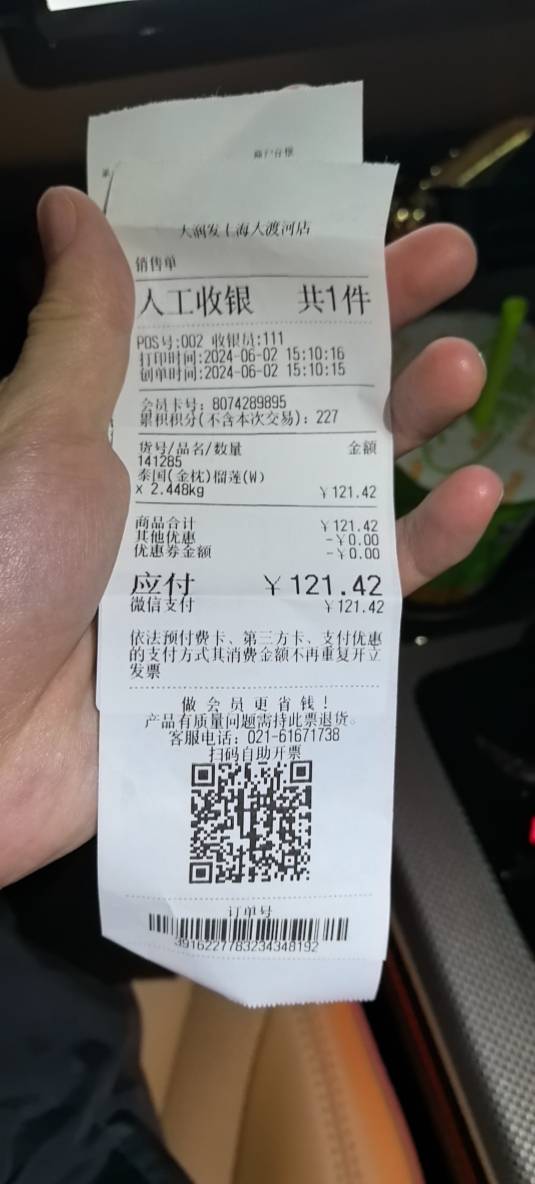 商户存根
大润发上海大渡河店
销售单
人工收银 共1件
POS号:002 收银员:111
打印时间:2024-06-02 15:10:16
创单时间:2024-06-02 15:10:15
会员卡号: 8074289895
累积积分(不含本次交易): 227
货号/品名/数量 金额
141285
泰国(金枕)榴莲(W)
x 2.448kg ￥121.42
商品合计 ￥121.42
其他优惠 -￥0.00
优惠券金额 -￥0.00
应付 ￥121.42
微信支付 ￥121.42
依法预付费卡、第三方卡、支付优惠
的支付方式其消费金额不再重复开立
发票
做会员更省钱!
产品有质量问题需持此票退货。
客服电话: 021-61671738
扫码自助开票
订单号
3916227783234348192